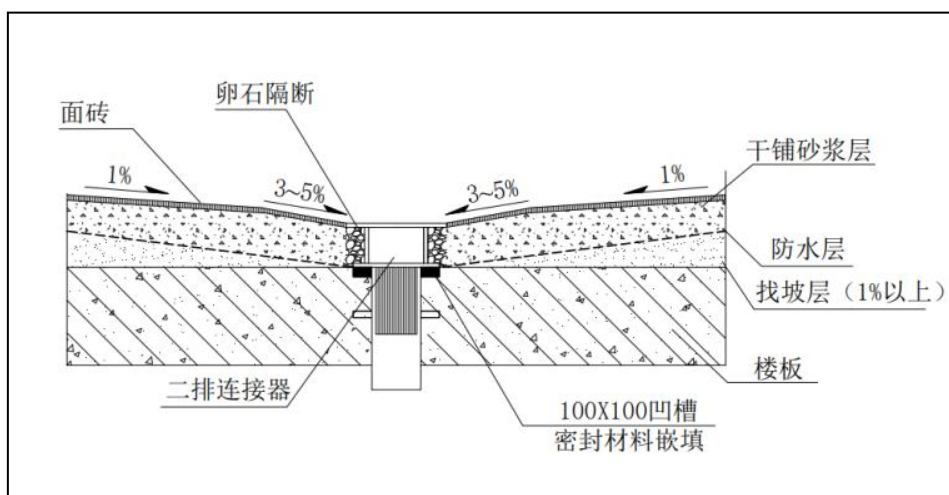 卵石隔断
面砖
干铺砂浆层
1%
3~5%
3~5%
1%
防水层
找坡层（1%以上）
楼板
二排连接器
100X100凹槽
密封材料嵌填